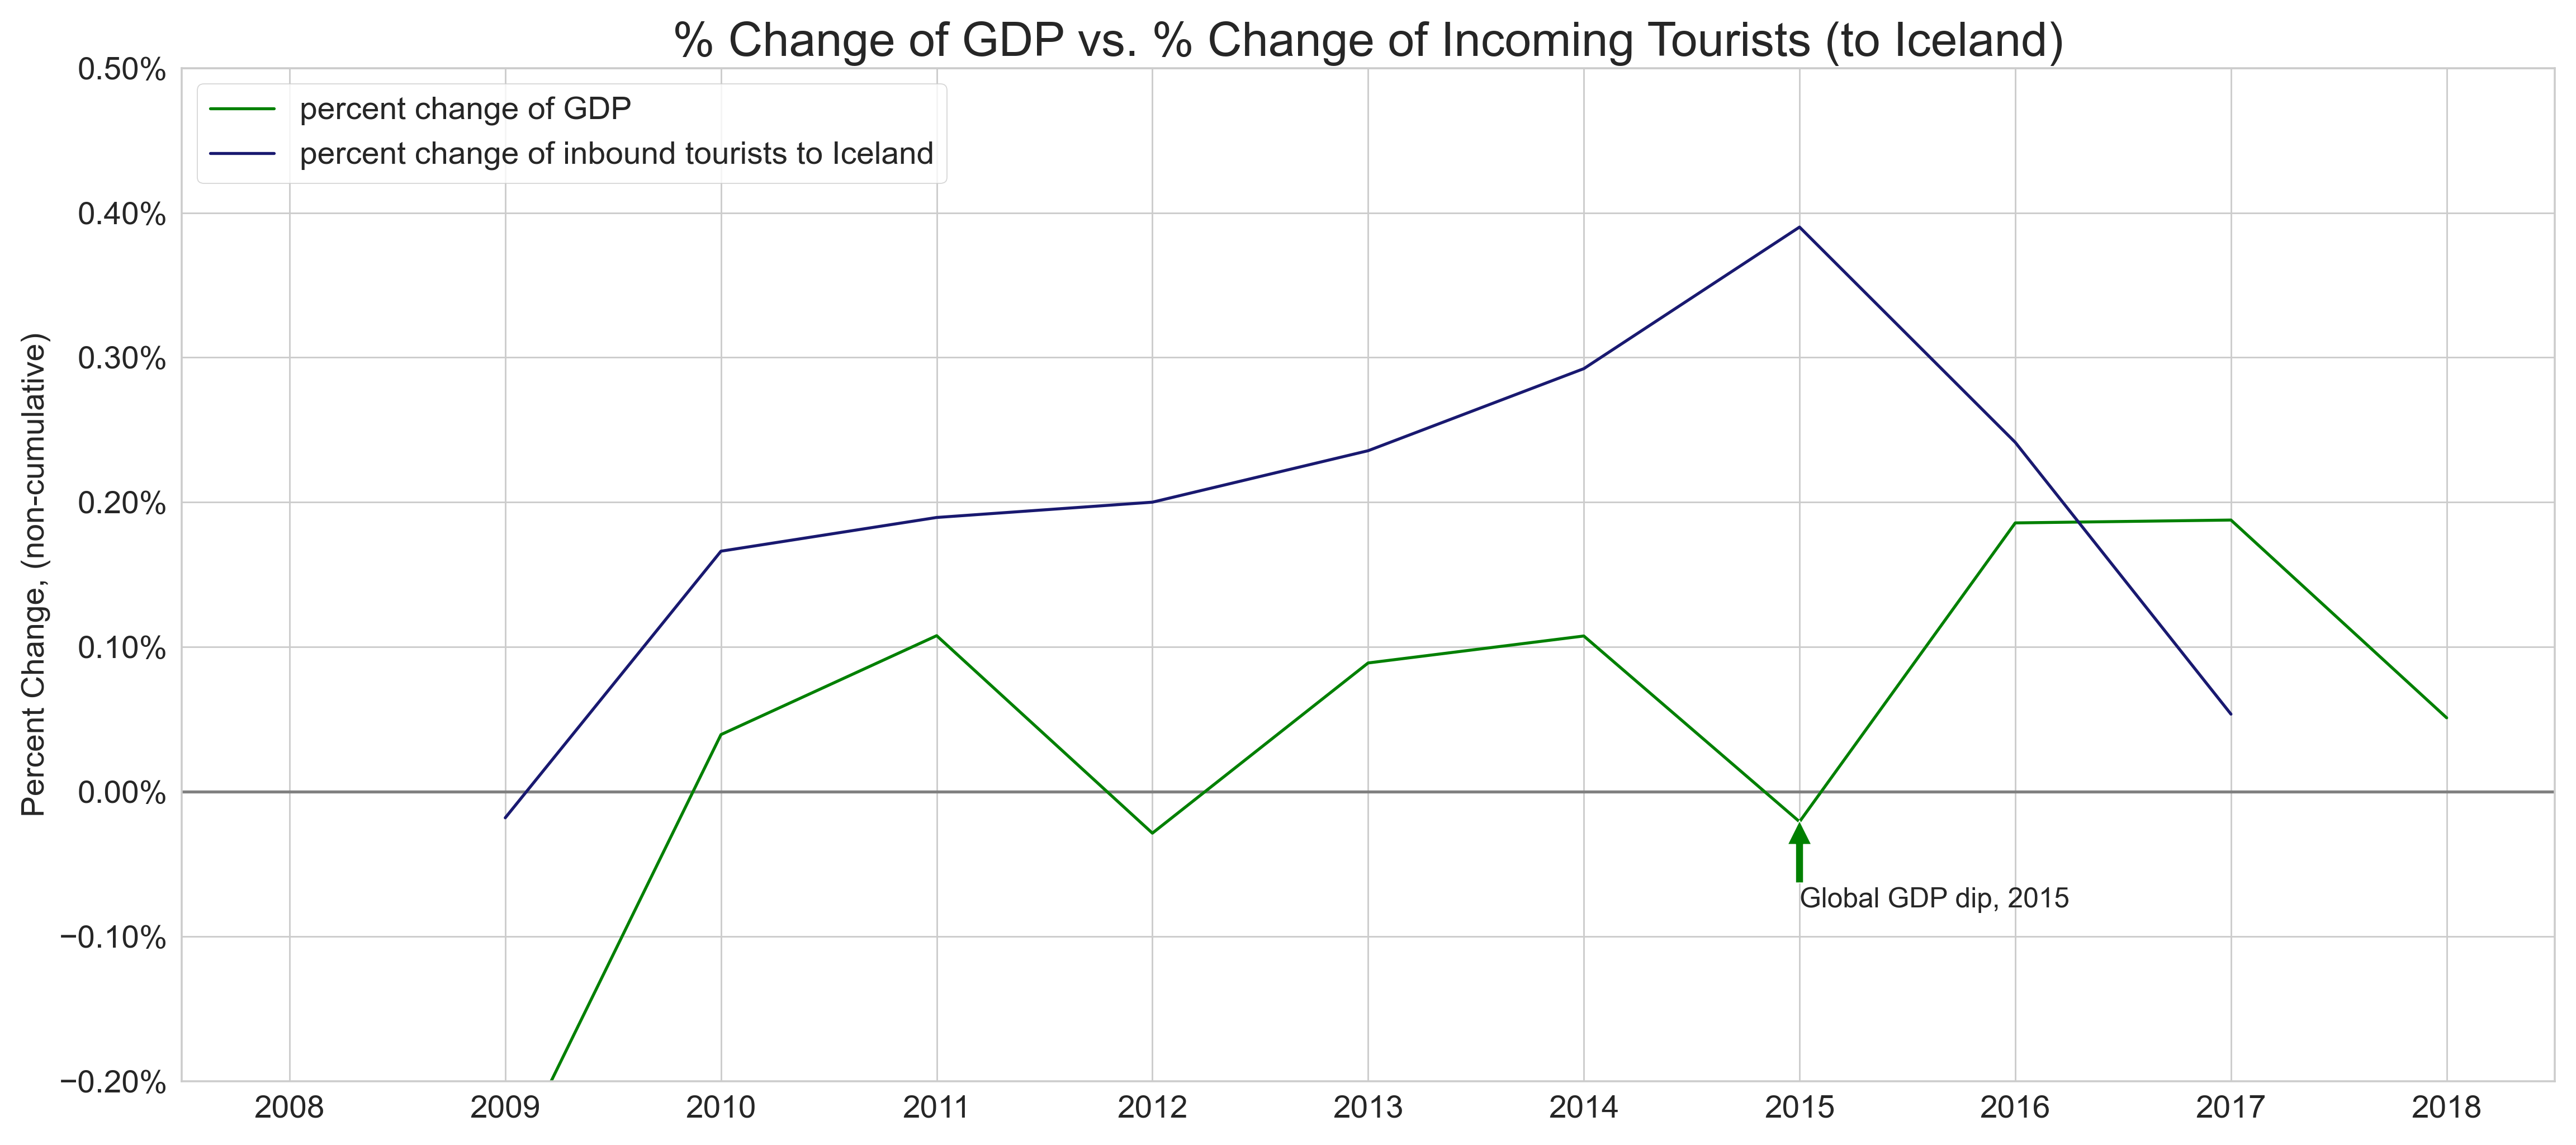 % Change of GDP vs. % Change of Incoming Tourists (to Iceland)
percent change of GDP
percent change of inbound tourists to Iceland
Percent Change, (non-cumulative)
0.50%
0.40%
0.30%
0.20%
0.10%
0.00%
−0.10%
−0.20%
Global GDP dip, 2015
2008 2009 2010 2011 2012 2013 2014 2015 2016 2017 2018